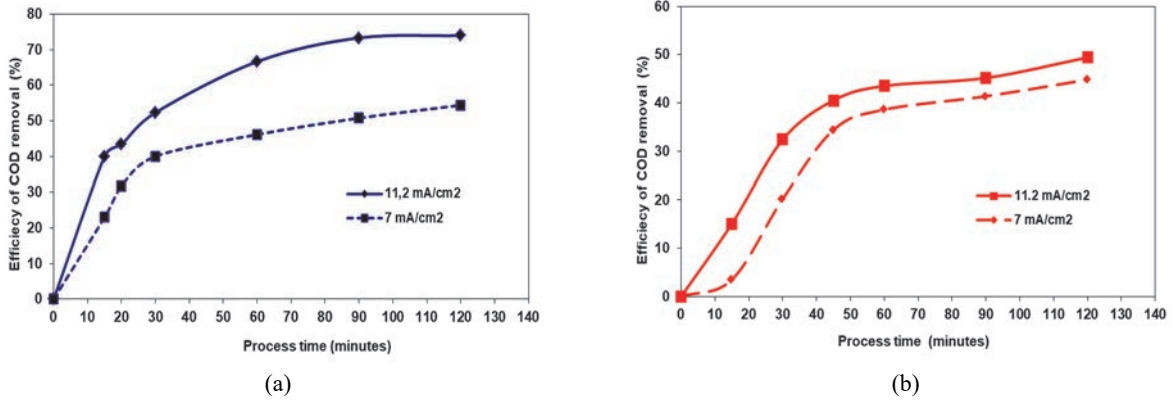 80
70
60
50
40
30
20
10
0
Efficiecy of COD removal (%)
11,2 mA/cm2
7 mA/cm2
0 10 20 30 40 50 60 70 80 90 100 110 120 130 140
Process time (minutes)
(a)
60
50
40
30
20
10
0
Efficiecy of COD removal (%)
11.2 mA/cm2
7 mA/cm2
0 10 20 30 40 50 60 70 80 90 100 110 120 130 140
Process time (minutes)
(b)